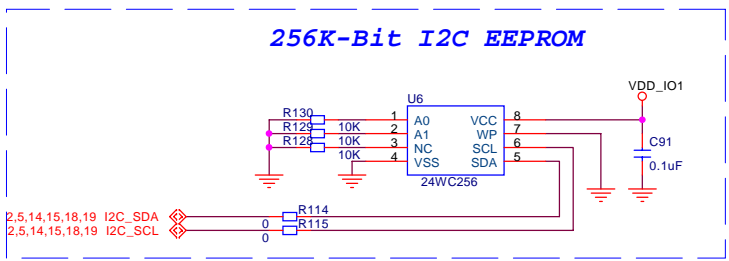 256K-Bit I2C EEPROM
VDD_IO1
U6
R130 1 A0 VCC 8
R129 10K 2 A1 WP 7
R128 10K 3 NC SCL 6
10K 4 VSS SDA 5
C91
0.1uF
24WC256
2,5,14,15,18,19 I2C_SDA R114
0
2,5,14,15,18,19 I2C_SCL R115
0